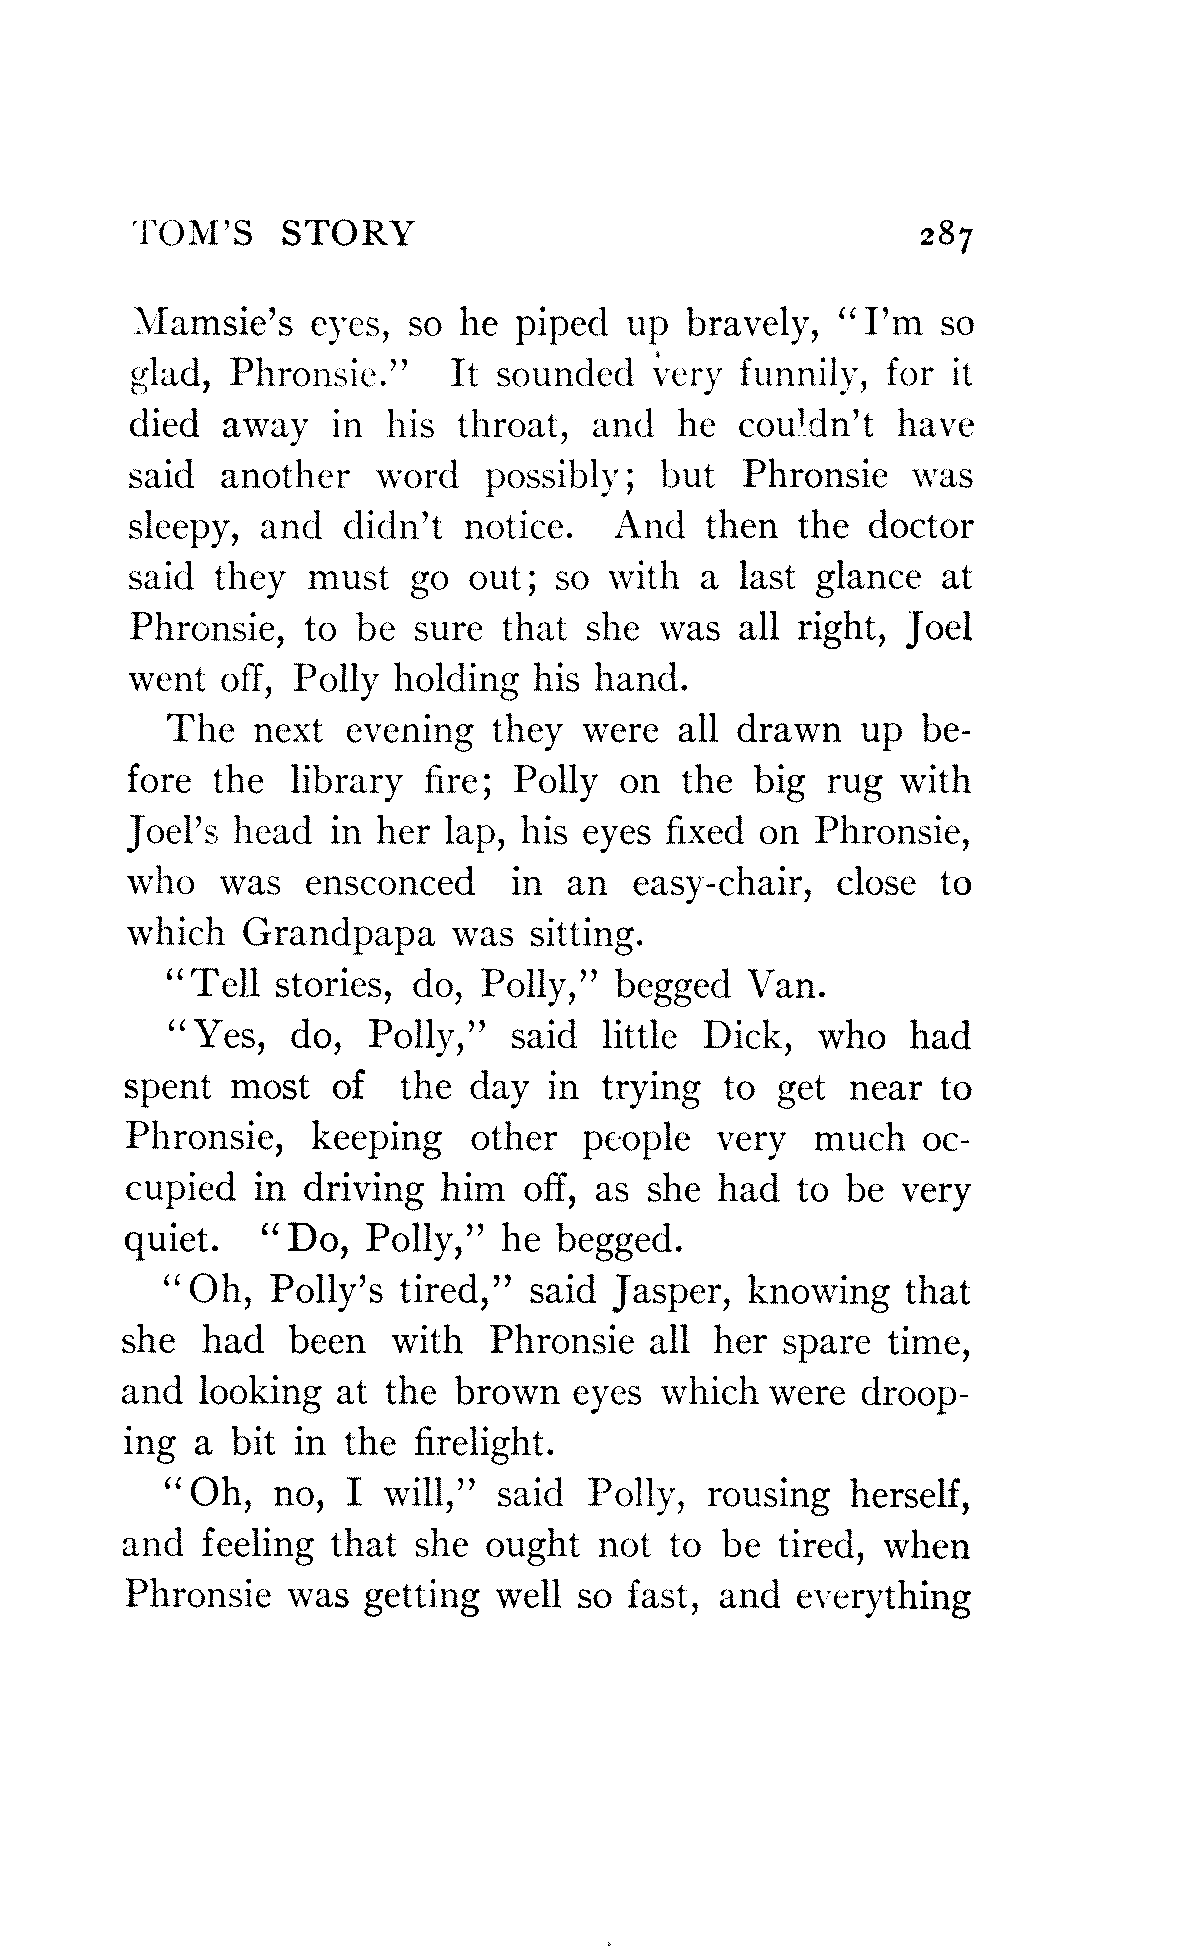 TOM'S STORY 287
Mamsie's eyes, so he piped up bravely, "I'm so
glad, Phronsie." It sounded very funnily, for it
died away in his throat, and he couldn't have
said another word possibly; but Phronsie was
sleepy, and didn't notice. And then the doctor
said they must go out; so with a last glance at
Phronsie, to be sure that she was all right, Joel
went off, Polly holding his hand.
The next evening they were all drawn up be-
fore the library fire; Polly on the big rug with
Joel's head in her lap, his eyes fixed on Phronsie,
who was ensconced in an easy-chair, close to
which Grandpapa was sitting.
"Tell stories, do, Polly," begged Van.
"Yes, do, Polly," said little Dick, who had
spent most of the day in trying to get near to
Phronsie, keeping other people very much oc-
cupied in driving him off, as she had to be very
quiet. "Do, Polly," he begged.
"Oh, Polly's tired," said Jasper, knowing that
she had been with Phronsie all her spare time,
and looking at the brown eyes which were droop-
ing a bit in the firelight.
"Oh, no, I will," said Polly, rousing herself,
and feeling that she ought not to be tired, when
Phronsie was getting well so fast, and everything